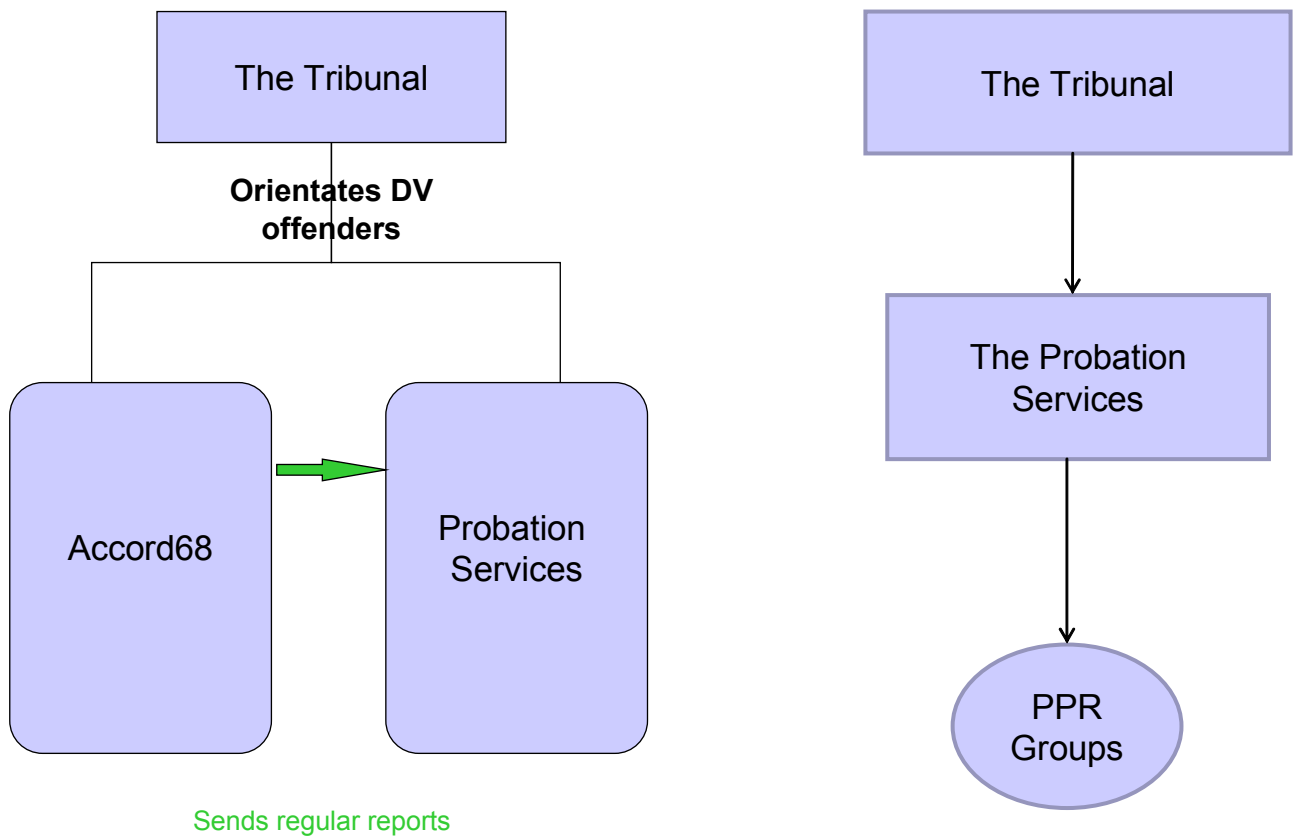 The Tribunal
Orientates DV
offenders
Accord68
Probation
Services
Sends regular reports
The Tribunal
The Probation
Services
PPR
Groups